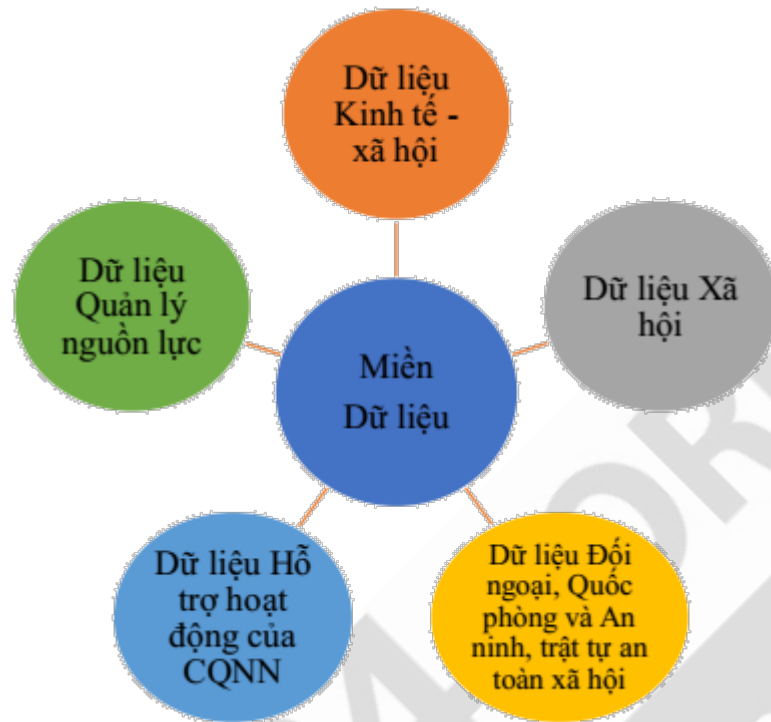 Dữ liệu
Kinh tế -
xã hội
Dữ liệu
Quản lý
nguồn lực
Dữ liệu Xã
hội
Miền
Dữ liệu
Dữ liệu Hỗ
trợ hoạt
động của
CQNN
Dữ liệu Đối
ngoại, Quốc
phòng và An
ninh, trật tự an
toàn xã hội